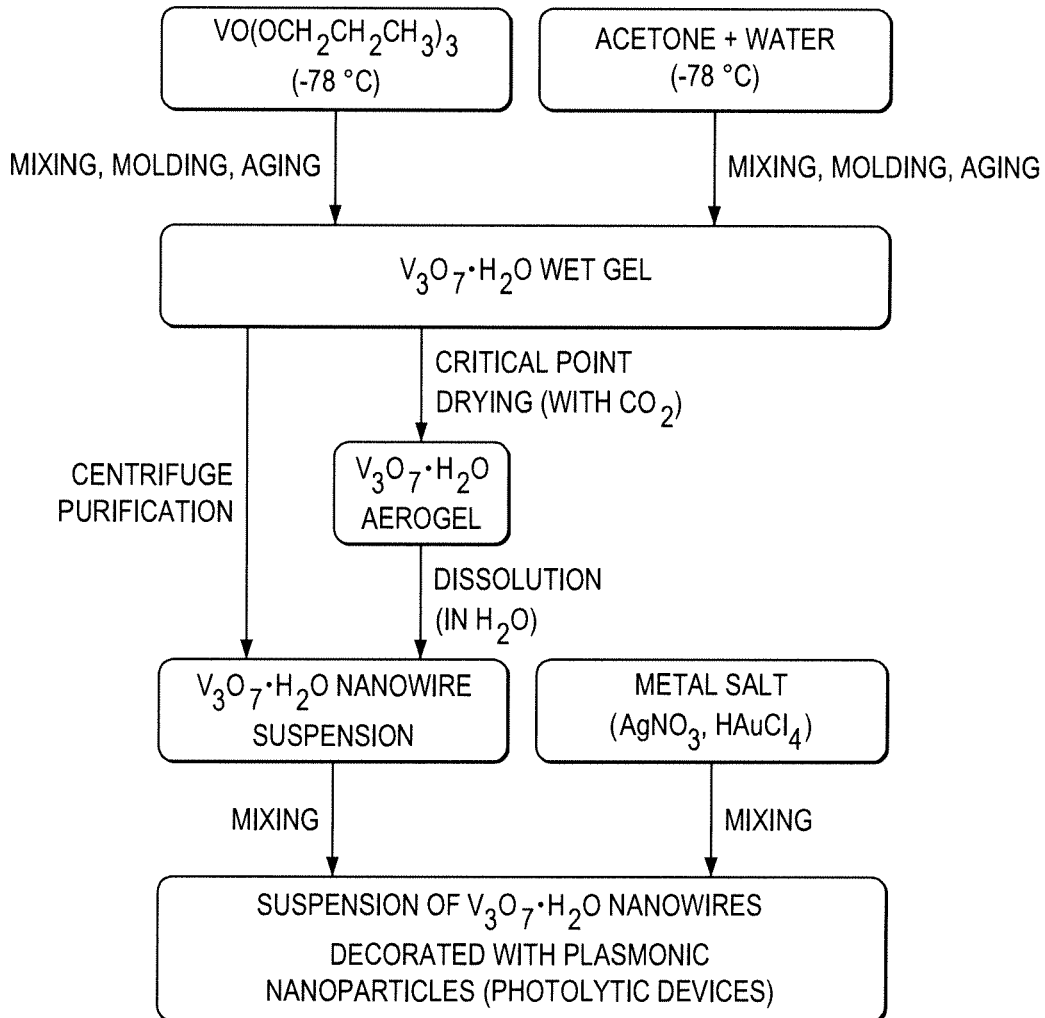 VO(OCH₂CH₂CH₃)₃
(-78 °C)
ACETONE + WATER
(-78 °C)
MIXING, MOLDING, AGING
MIXING, MOLDING, AGING
V₃O₇·H₂O WET GEL
CRITICAL POINT
DRYING (WITH CO₂)
CENTRIFUGE
PURIFICATION
V₃O₇·H₂O
AEROGEL
DISSOLUTION
(IN H₂O)
V₃O₇·H₂O NANOWIRE
SUSPENSION
METAL SALT
(AgNO₃, HAuCl₄)
MIXING
MIXING
SUSPENSION OF V₃O₇·H₂O NANOWIRES
DECORATED WITH PLASMONIC
NANOPARTICLES (PHOTOLYTIC DEVICES)